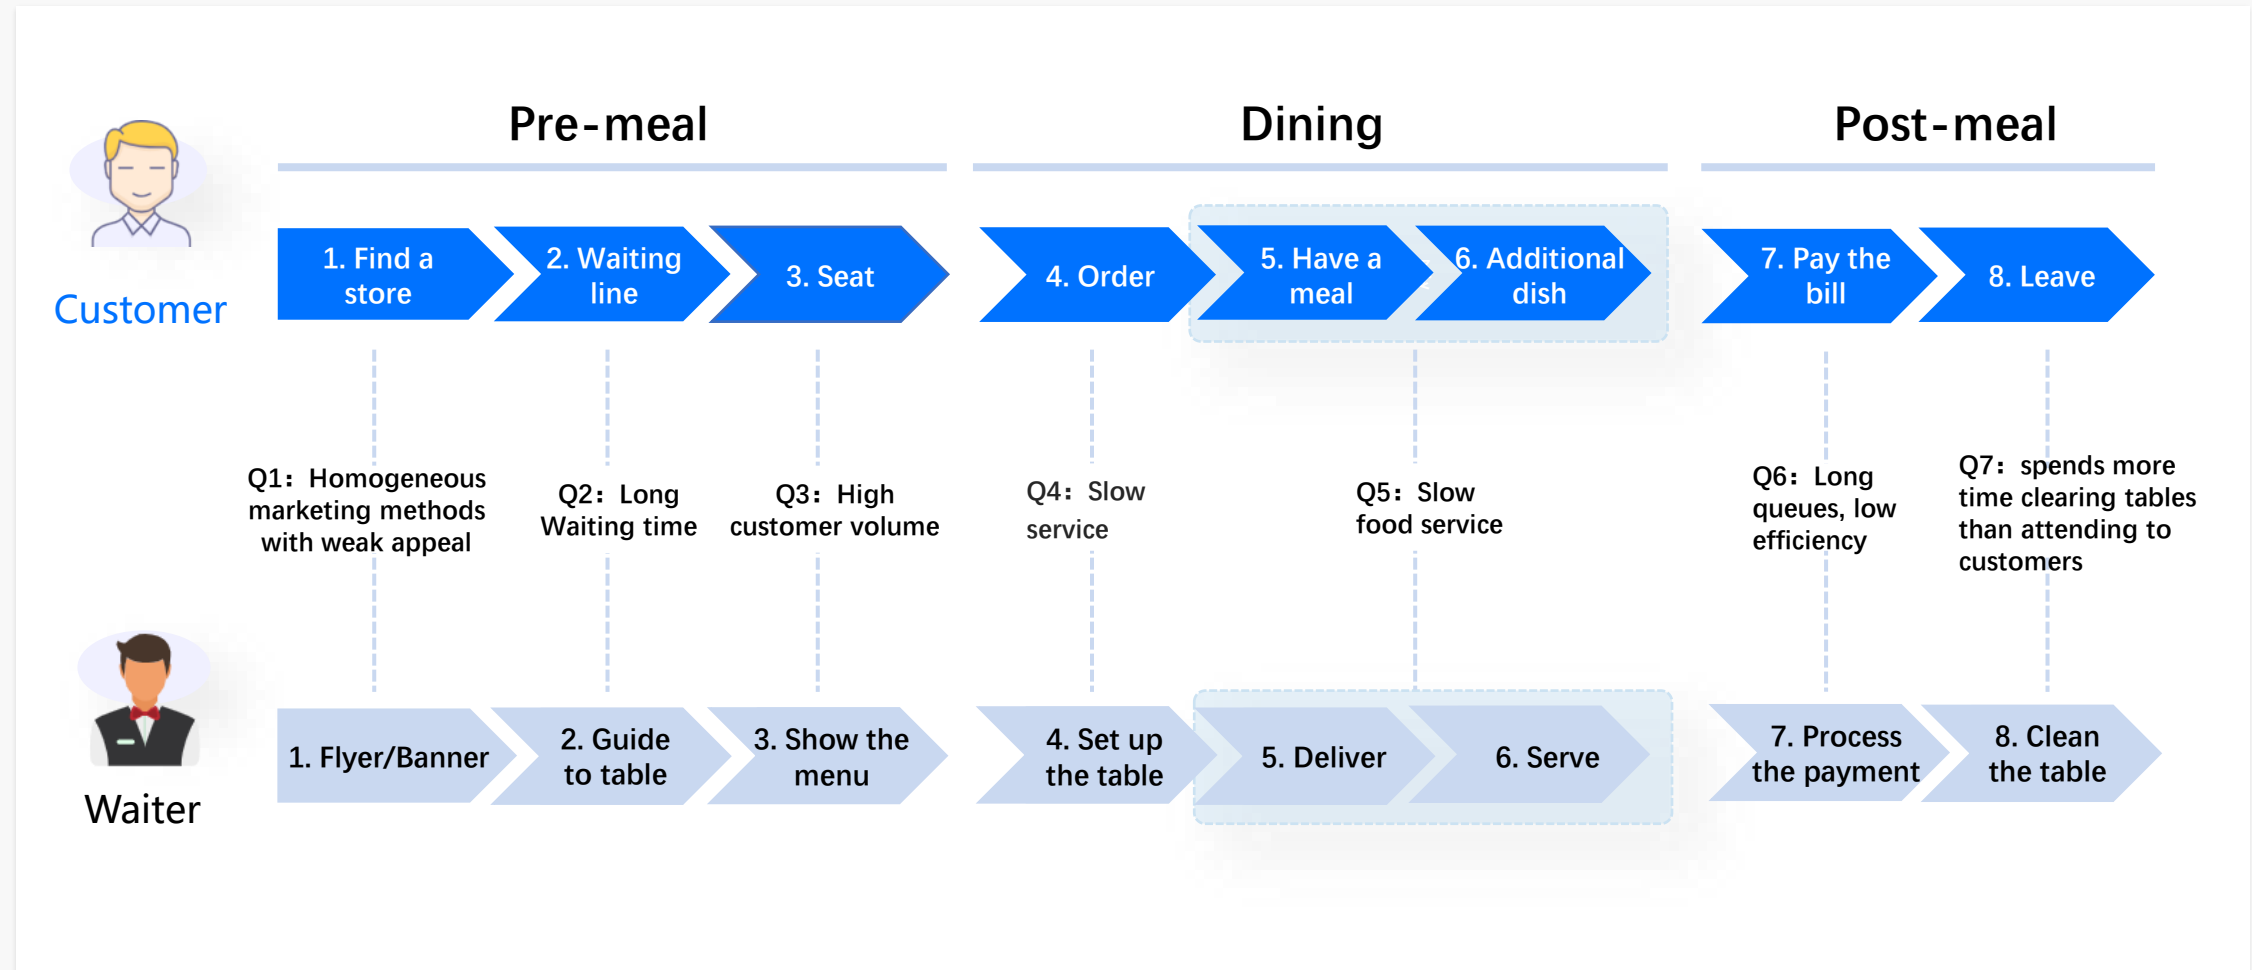 Pre-meal
Dining
Post-meal
Customer
1. Find a
store
2. Waiting
line
3. Seat
4. Order
5. Have a
meal
6. Additional
dish
7. Pay the
bill
8. Leave
Q1：Homogeneous
marketing methods
with weak appeal
Q2：Long
Waiting time
Q3：High
customer volume
Q4：Slow
service
Q5：Slow
food service
Q6：Long
queues, low
efficiency
Q7：spends more
time clearing tables
than attending to
customers
Waiter
1. Flyer/Banner
2. Guide
to table
3. Show the
menu
4. Set up
the table
5. Deliver
6. Serve
7. Process
the payment
8. Clean
the table